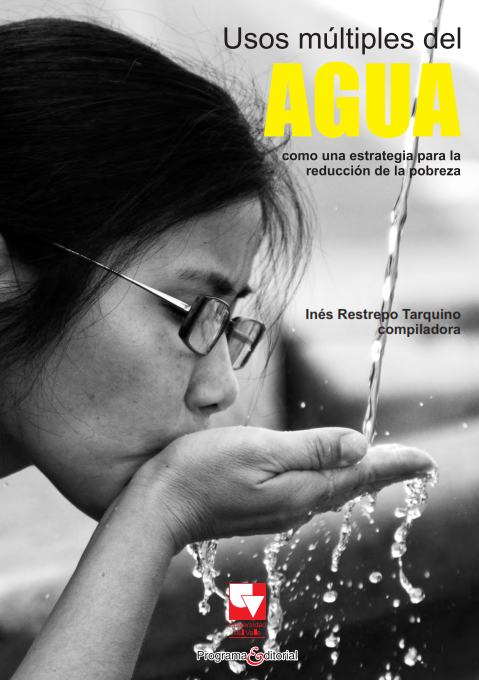 Usos múltiples del
AGUA
como una estrategia para la
reducción de la pobreza
Inés Restrepo Tarquino
compiladora
Universidad
del Valle
Programa Editorial